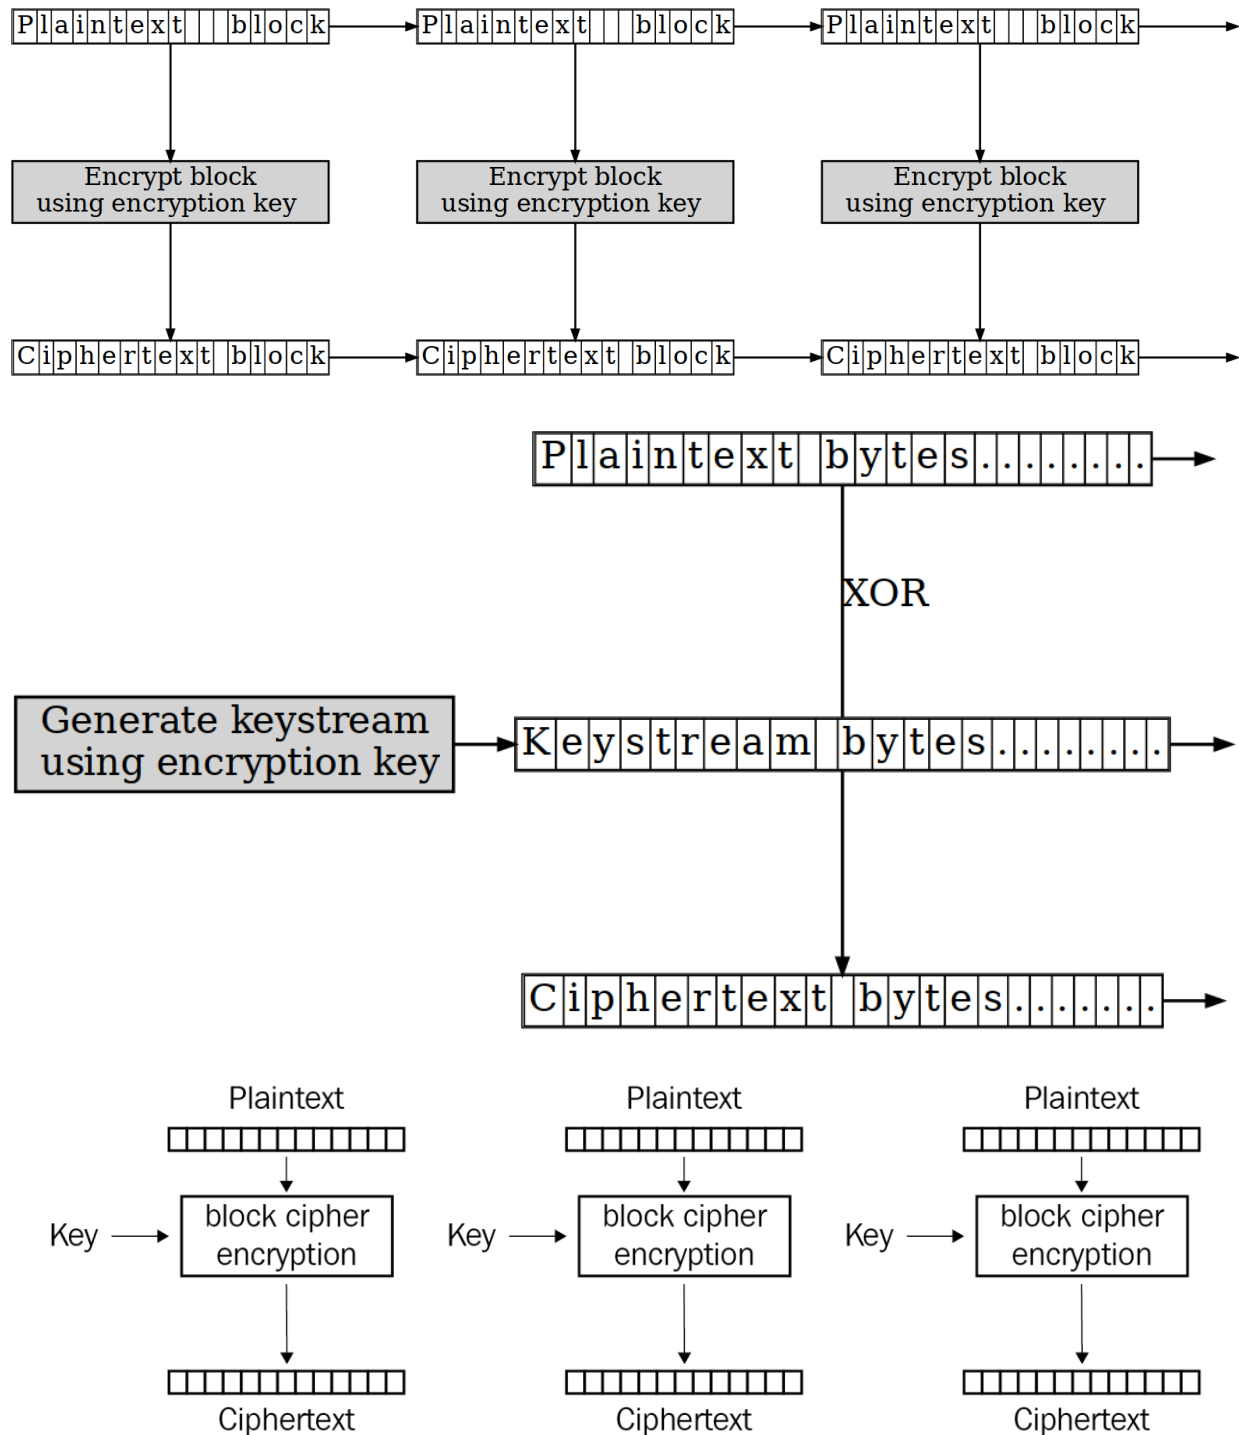 Plaintext   block Plaintext   block Plaintext   block
Encrypt block Encrypt block Encrypt block
using encryption key using encryption key using encryption key
Ciphertext block Ciphertext block Ciphertext block
Plaintext bytes........
XOR
Generate keystream
using encryption key
Keystream bytes........
Ciphertext bytes.......
Plaintext Plaintext Plaintext
Key block cipher Key block cipher Key block cipher
encryption encryption encryption
Ciphertext Ciphertext Ciphertext